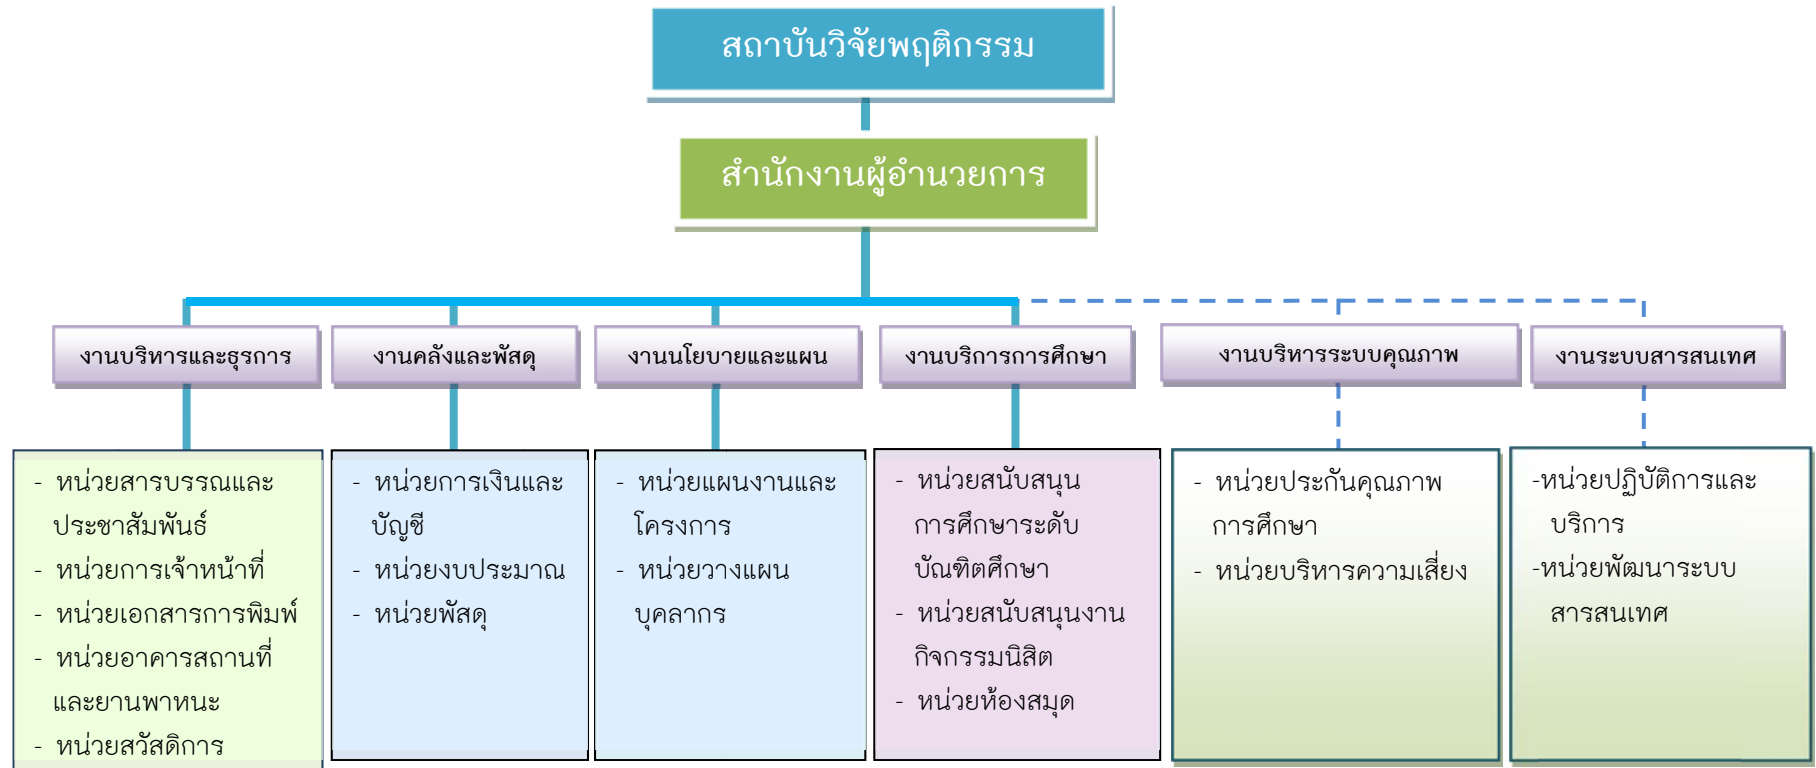 สถาบันวิจัยพฤติกรรม
สำนักงานผู้อำนวยการ
งานบริหารและธุรการ
งานคลังและพัสดุ
งานนโยบายและแผน
งานบริการการศึกษา
งานบริหารระบบคุณภาพ
งานระบบสารสนเทศ
- หน่วยสารบรรณและ
ประชาสัมพันธ์
- หน่วยการเจ้าหน้าที่
- หน่วยเอกสารการพิมพ์
- หน่วยอาคารสถานที่
และยานพาหนะ
- หน่วยสวัสดิการ
- หน่วยการเงินและ
บัญชี
- หน่วยงบประมาณ
- หน่วยพัสดุ
- หน่วยแผนงานและ
โครงการ
- หน่วยวางแผน
บุคลากร
- หน่วยสนับสนุน
การศึกษาระดับ
บัณฑิตศึกษา
- หน่วยสนับสนุนงาน
กิจกรรมนิสิต
- หน่วยห้องสมุด
- หน่วยประกันคุณภาพ
การศึกษา
- หน่วยบริหารความเสี่ยง
-หน่วยปฏิบัติการและ
บริการ
-หน่วยพัฒนาระบบ
สารสนเทศ